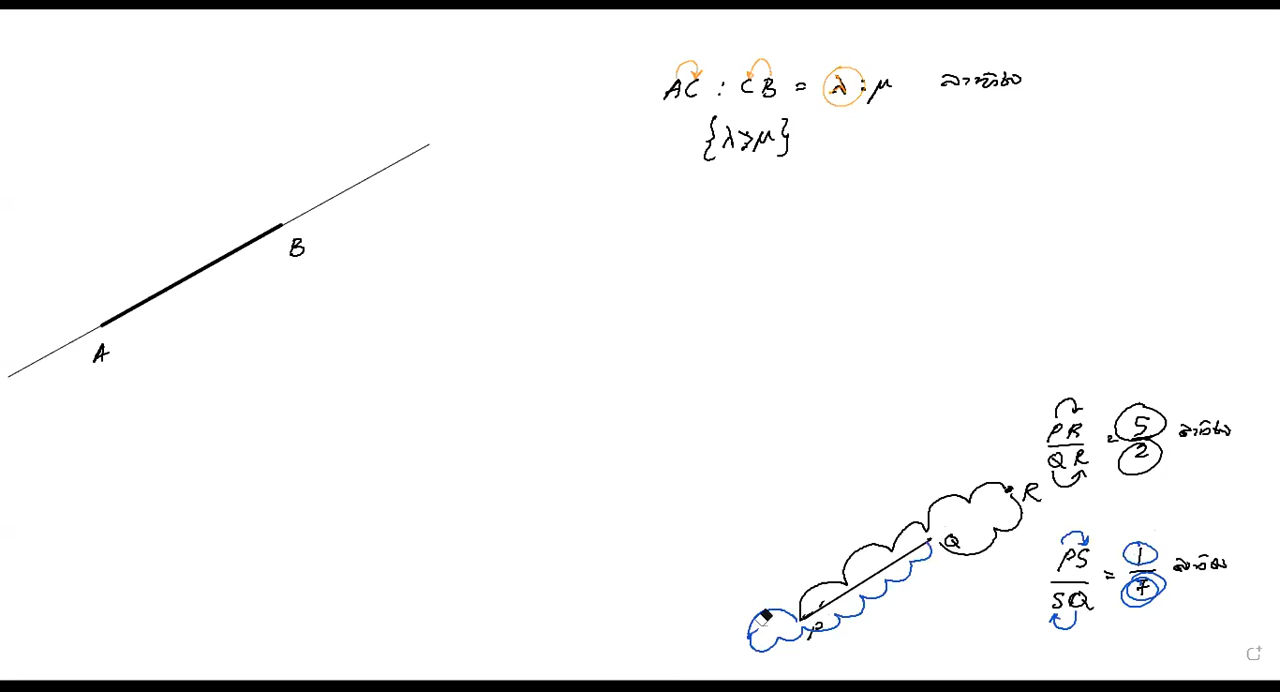 AC : CB = λ : μ
{λ > μ}
B
A
PR / QR = 5 / 2
R
Q
PS / SQ = 1 / 7
P